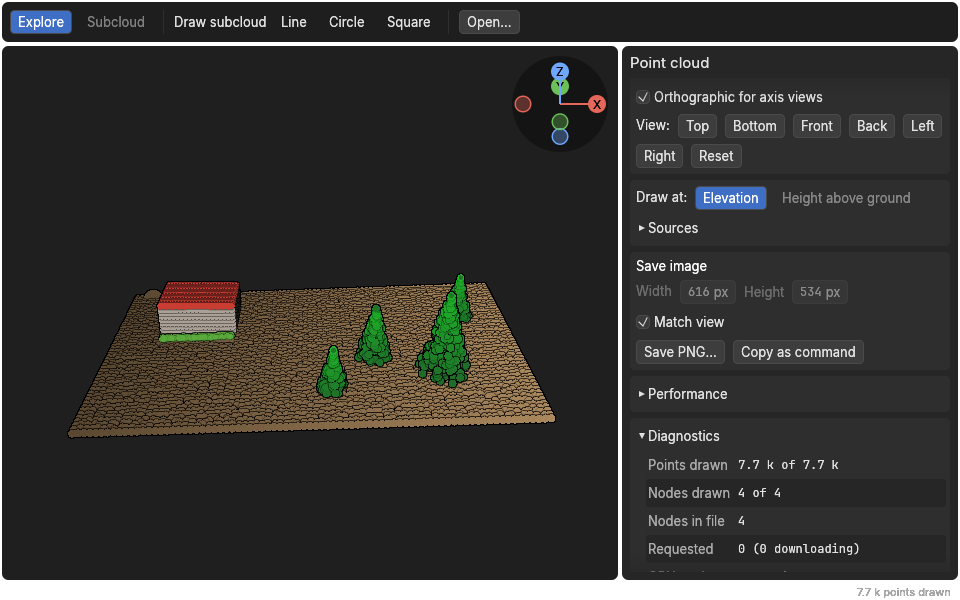 Explore Subcloud Draw subcloud Line Circle Square Open...
Z
Y
X
Point cloud
Orthographic for axis views
View: Top Bottom Front Back Left
Right Reset
Draw at: Elevation Height above ground
Sources
Save image
Width 616 px Height 534 px
Match view
Save PNG... Copy as command
Performance
Diagnostics
Points drawn 7.7 k of 7.7 k
Nodes drawn 4 of 4
Nodes in file 4
Requested 0 (0 downloading)
7.7 k points drawn